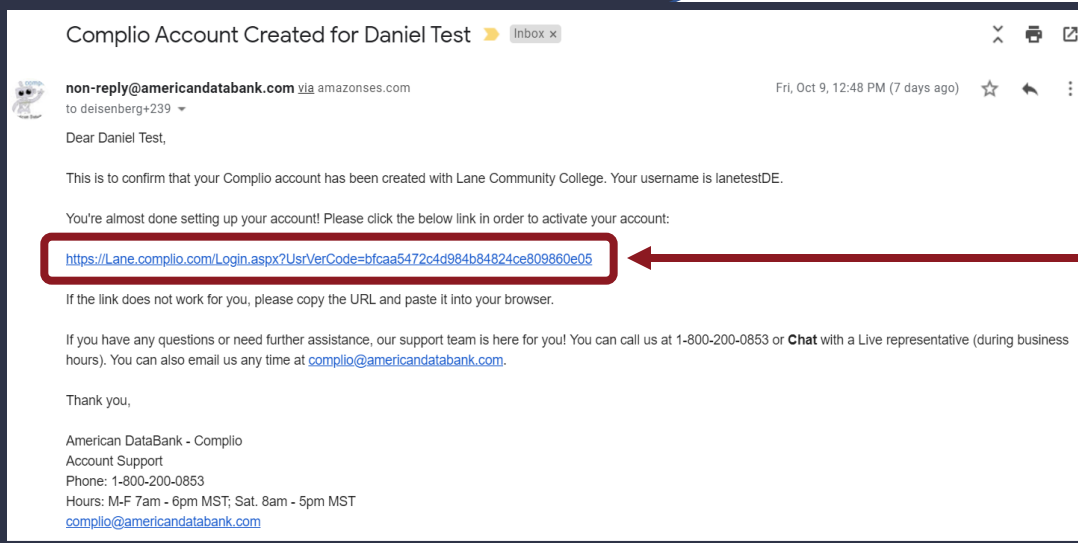 Complio Account Created for Daniel Test Inbox x
non-reply@americandatabank.com via amazonses.com Fri, Oct 9, 12:48 PM (7 days ago)
to deisenberg+239
Dear Daniel Test,
This is to confirm that your Complio account has been created with Lane Community College. Your username is lanetestDE.
You're almost done setting up your account! Please click the below link in order to activate your account:
https://Lane.complio.com/Login.aspx?UsrVerCode=bfcaa5472c4d984b84824ce809860e05
If the link does not work for you, please copy the URL and paste it into your browser.
If you have any questions or need further assistance, our support team is here for you! You can call us at 1-800-200-0853 or Chat with a Live representative (during business
hours). You can also email us any time at complio@americandatabank.com.
Thank you,
American DataBank - Complio
Account Support
Phone: 1-800-200-0853
Hours: M-F 7am - 6pm MST; Sat. 8am - 5pm MST
complio@americandatabank.com